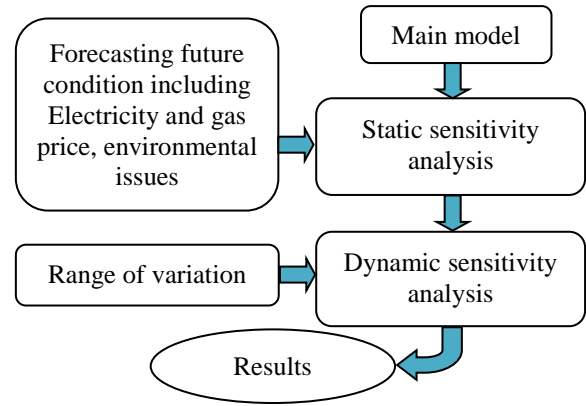 Forecasting future
condition including
Electricity and gas
price, environmental
issues
Main model
Static sensitivity
analysis
Range of variation
Dynamic sensitivity
analysis
Results